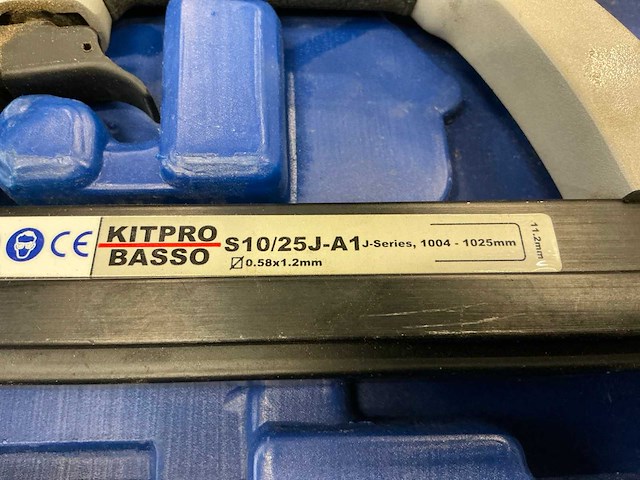 CE
KITPRO
BASSO
S10/25J-A1 J-Series, 1004 - 1025mm
0.58x1.2mm
11.2mm